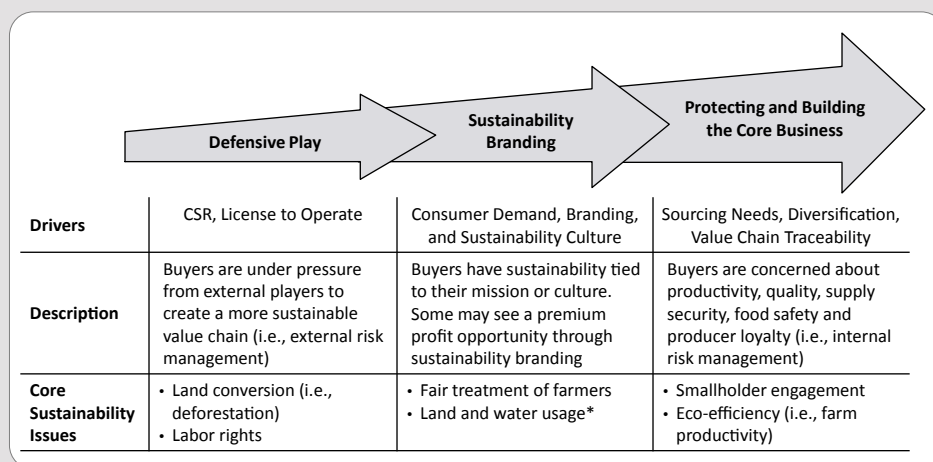 Defensive Play
Sustainability
Branding
Protecting and Building
the Core Business
Drivers
CSR, License to Operate
Consumer Demand, Branding,
and Sustainability Culture
Sourcing Needs, Diversification,
Value Chain Traceability
Description
Buyers are under pressure
from external players to
create a more sustainable
value chain (i.e., external risk
management)
Buyers have sustainability tied
to their mission or culture.
Some may see a premium
profit opportunity through
sustainability branding
Buyers are concerned about
productivity, quality, supply
security, food safety and
producer loyalty (i.e., internal
risk management)
Core
Sustainability
Issues
• Land conversion (i.e.,
deforestation)
• Labor rights
• Fair treatment of farmers
• Land and water usage*
• Smallholder engagement
• Eco-efficiency (i.e., farm
productivity)